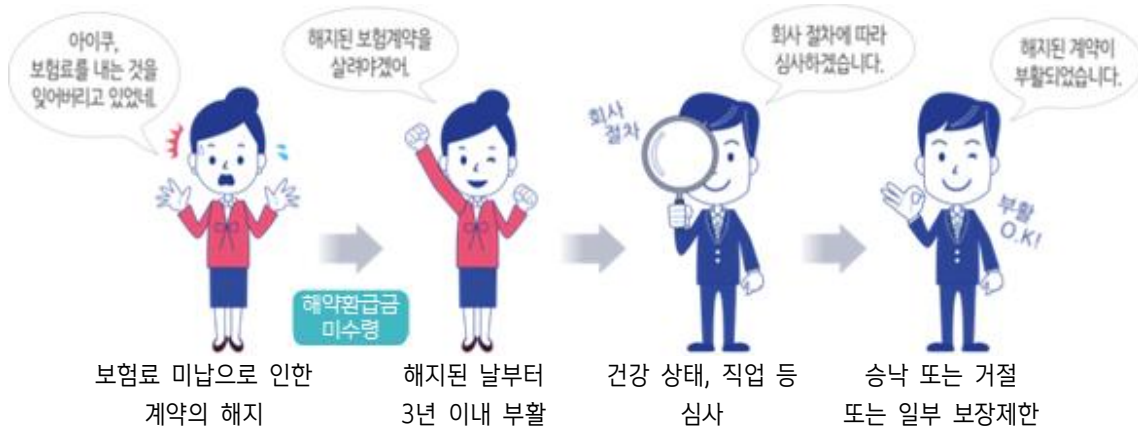 아이쿠,
보험료를 내는 것을
잊어버리고 있었네.
해지된 보험계약을
살려야겠어.
회사 절차에 따라
심사하겠습니다.
해지된 계약이
부활되었습니다.
회사
절차
부활
O.K!
해약환급금
미수령
보험료 미납으로 인한
계약의 해지
해지된 날부터
3년 이내 부활
건강 상태, 직업 등
심사
승낙 또는 거절
또는 일부 보장제한